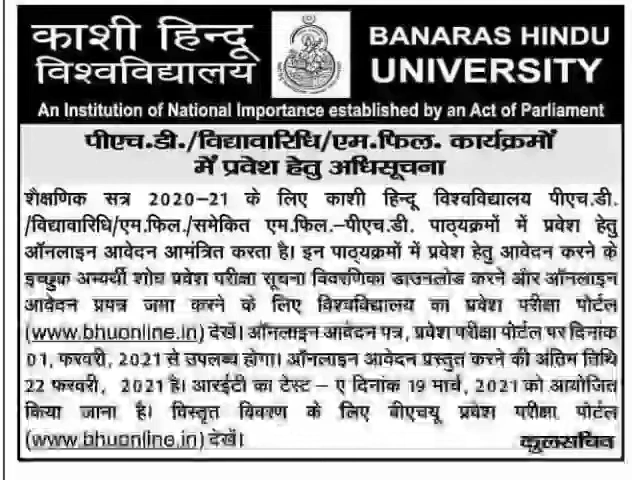 काशी हिन्दू
विश्वविद्यालय
BANARAS HINDU
UNIVERSITY
An Institution of National Importance established by an Act of Parliament
पीएच.डी./विद्यावारिधि/एम.फिल. कार्यक्रमों
में प्रवेश हेतु अधिसूचना
शैक्षणिक सत्र 2020-21 के लिए काशी हिन्दू विश्वविद्यालय पीएच.डी.
/विद्यावारिधि/एम.फिल./समेकित एम.फिल.-पीएच.डी. पाठ्यक्रमों में प्रवेश हेतु
ऑनलाइन आवेदन आमंत्रित करता है। इन पाठ्यक्रमों में प्रवेश हेतु आवेदन करने के
इच्छुक अभ्यर्थी शोध प्रवेश परीक्षा सूचना विवरणिका डाउनलोड करने और ऑनलाइन
आवेदन प्रपत्र जमा करने के लिए विश्वविद्यालय का प्रवेश परीक्षा पोर्टल
(www.bhuonline.in) देखें। ऑनलाइन आवेदन पत्र, प्रवेश परीक्षा पोर्टल पर दिनांक
01, फरवरी, 2021 से उपलब्ध होगा। ऑनलाइन आवेदन प्रस्तुत करने की अंतिम तिथि
22 फरवरी, 2021 है। आरईटी का टेस्ट – ए दिनांक 19 मार्च, 2021 को आयोजित
किया जाना है। विस्तृत विवरण के लिए बीएचयू प्रवेश परीक्षा पोर्टल
(www.bhuonline.in) देखें। कुलसचिव